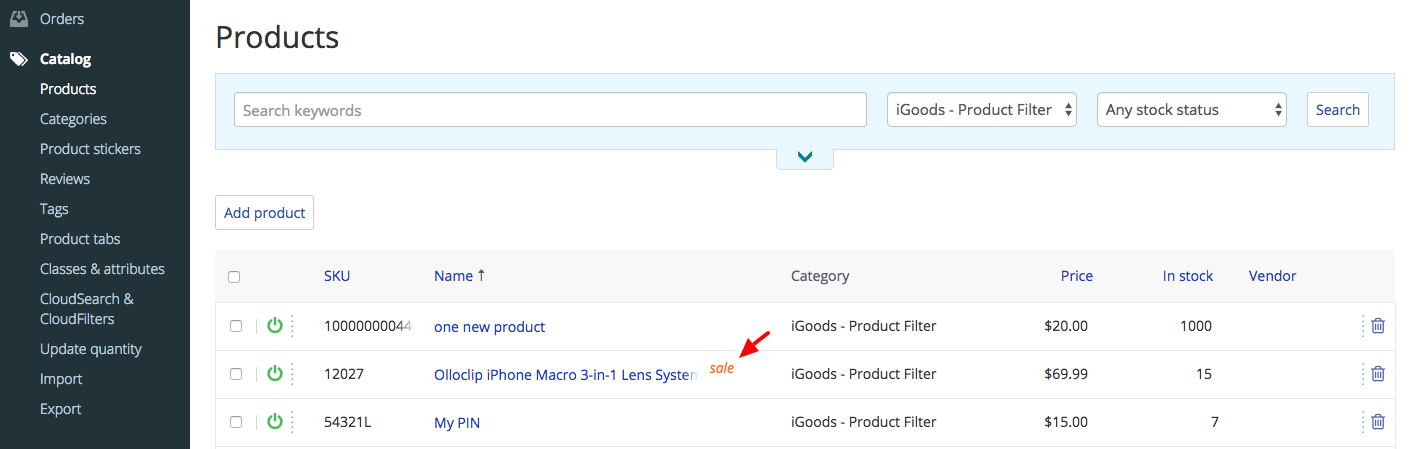 Orders
Catalog
Products
Categories
Product stickers
Reviews
Tags
Product tabs
Classes & attributes
CloudSearch &
CloudFilters
Update quantity
Import
Export
Products
Search keywords iGoods - Product Filter Any stock status Search
Add product
SKU Name ↑ Category Price In stock Vendor
10000000044 one new product iGoods - Product Filter $20.00 1000
12027 Olloclip iPhone Macro 3-in-1 Lens System sale iGoods - Product Filter $69.99 15
54321L My PIN iGoods - Product Filter $15.00 7